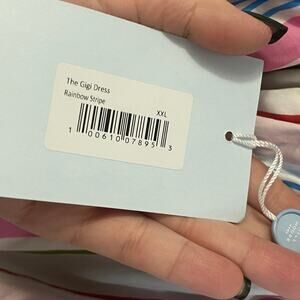 The Gigi Dress
Rainbow Stripe
XXL
1 00610 07895 3